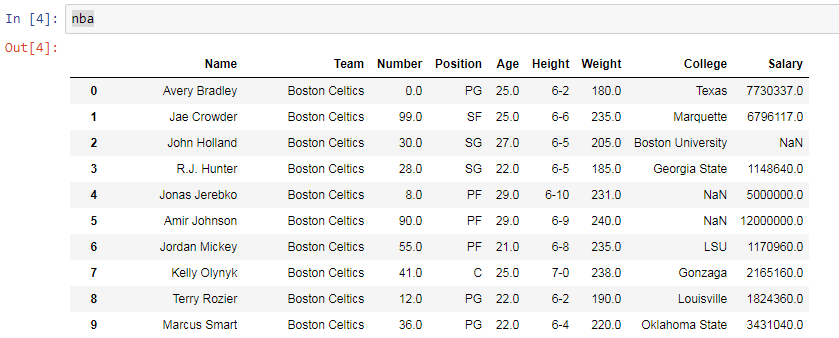 In [4]: nba
Out[4]:
Name Team Number Position Age Height Weight College Salary
0 Avery Bradley Boston Celtics 0.0 PG 25.0 6-2 180.0 Texas 7730337.0
1 Jae Crowder Boston Celtics 99.0 SF 25.0 6-6 235.0 Marquette 6796117.0
2 John Holland Boston Celtics 30.0 SG 27.0 6-5 205.0 Boston University NaN
3 R.J. Hunter Boston Celtics 28.0 SG 22.0 6-5 185.0 Georgia State 1148640.0
4 Jonas Jerebko Boston Celtics 8.0 PF 29.0 6-10 231.0 NaN 5000000.0
5 Amir Johnson Boston Celtics 90.0 PF 29.0 6-9 240.0 NaN 12000000.0
6 Jordan Mickey Boston Celtics 55.0 PF 21.0 6-8 235.0 LSU 1170960.0
7 Kelly Olynyk Boston Celtics 41.0 C 25.0 7-0 238.0 Gonzaga 2165160.0
8 Terry Rozier Boston Celtics 12.0 PG 22.0 6-2 190.0 Louisville 1824360.0
9 Marcus Smart Boston Celtics 36.0 PG 22.0 6-4 220.0 Oklahoma State 3431040.0